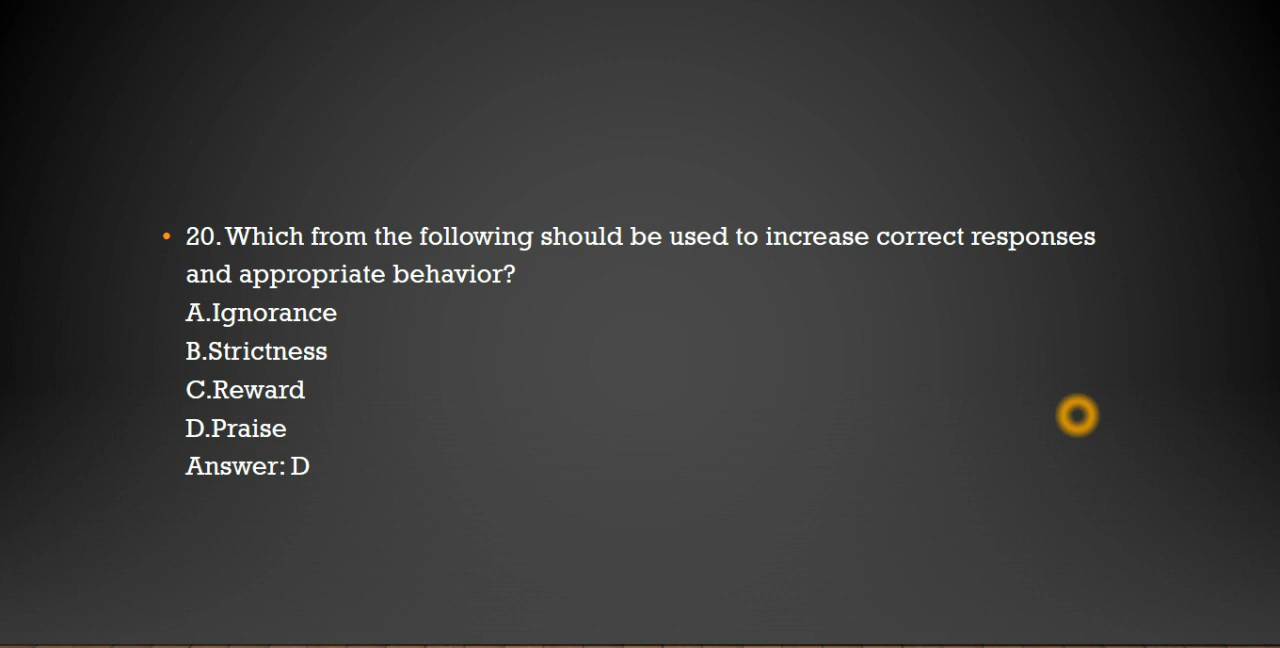 • 20. Which from the following should be used to increase correct responses
and appropriate behavior?
A.Ignorance
B.Strictness
C.Reward
D.Praise
Answer: D